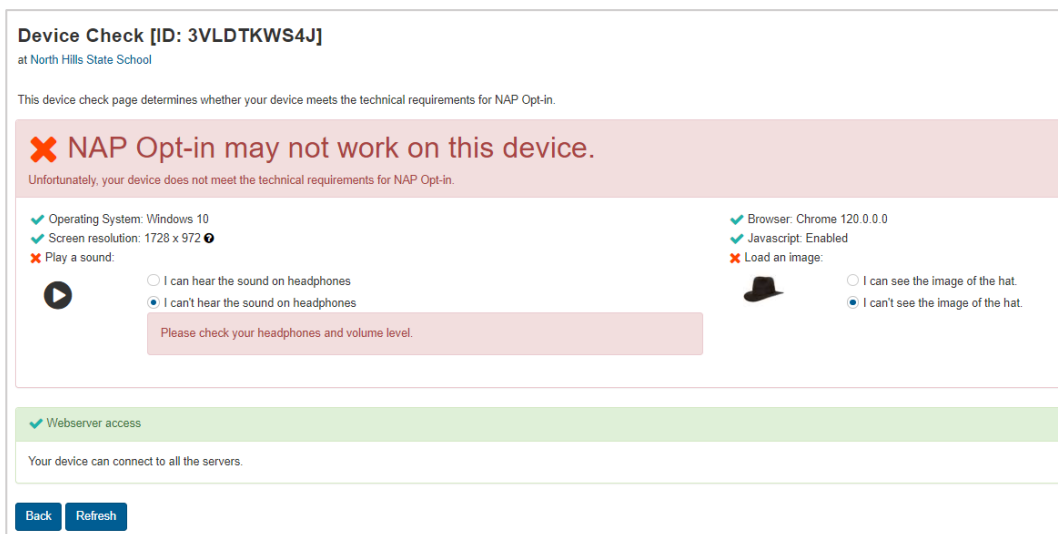 Device Check [ID: 3VLDTKWS4J]
at North Hills State School
This device check page determines whether your device meets the technical requirements for NAP Opt-in.
NAP Opt-in may not work on this device.
Unfortunately, your device does not meet the technical requirements for NAP Opt-in.
Operating System: Windows 10
Screen resolution: 1728 x 972 ?
Play a sound:
I can hear the sound on headphones
I can't hear the sound on headphones
Please check your headphones and volume level.
Browser: Chrome 120.0.0.0
Javascript: Enabled
Load an image:
I can see the image of the hat.
I can't see the image of the hat.
Webserver access
Your device can connect to all the servers.
Back Refresh